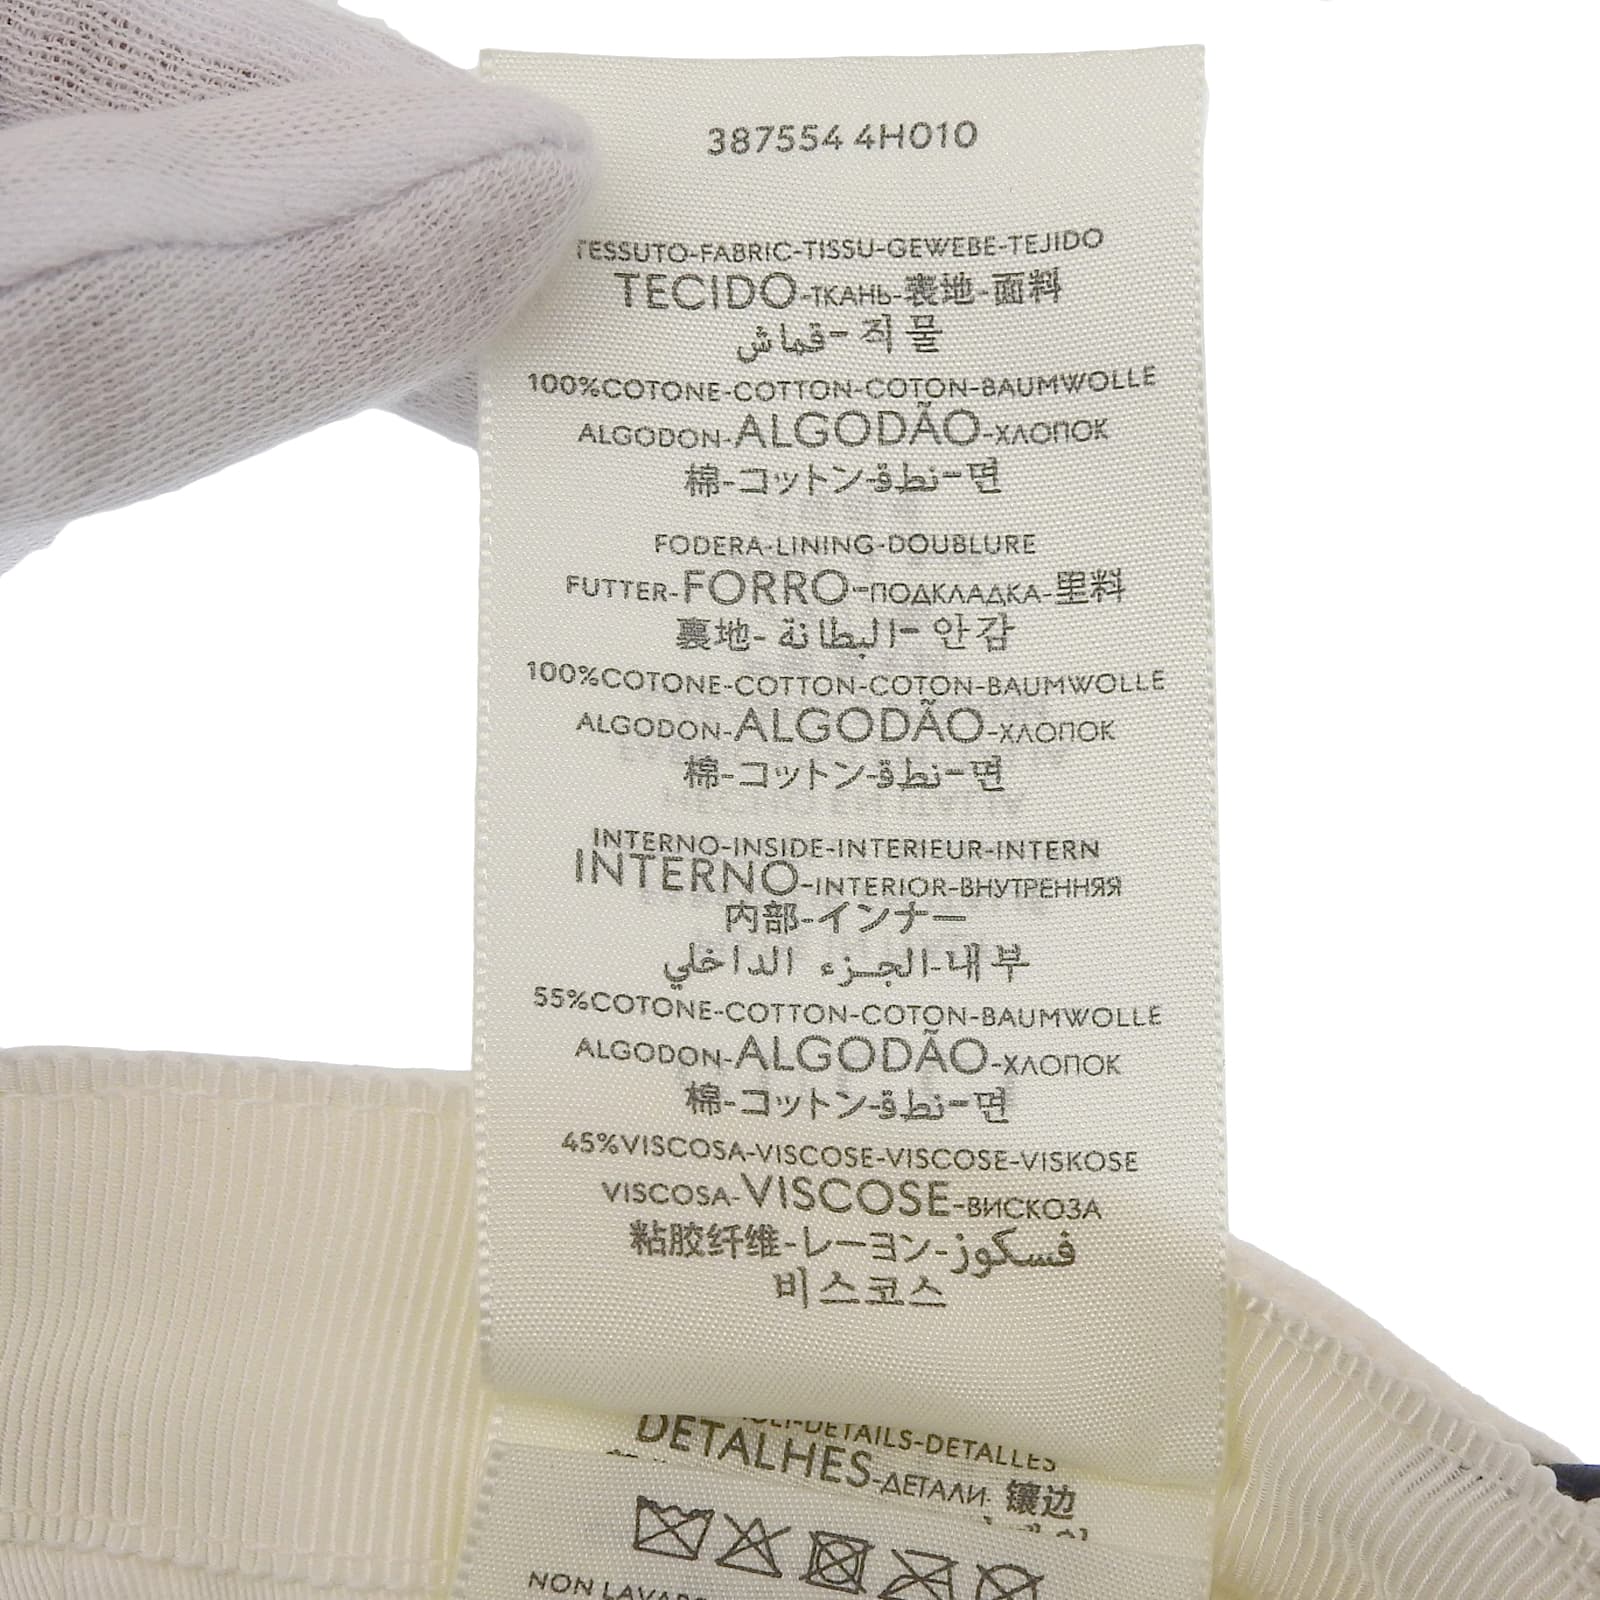 387554 4H010
TESSUTO-FABRIC-TISSU-GEWEBE-TEJIDO
TECIDO-ТКАНЬ-表地-面料
قماش-직물
100%COTONE-COTTON-COTON-BAUMWOLLE
ALGODON-ALGODÃO-ХЛОПОК
棉-コットン-نطقة-면
FODERA-LINING-DOUBLURE
FUTTER-FORRO-ПОДКЛАДКА-里料
裏地-البطانة-안감
100%COTONE-COTTON-COTON-BAUMWOLLE
ALGODON-ALGODÃO-ХЛОПОК
棉-コットン-نطقة-면
INTERNO-INSIDE-INTERIEUR-INTERN
INTERNO-INTERIOR-ВНУТРЕННЯЯ
内部-インナー
الجزء الداخلي-내부
55%COTONE-COTTON-COTON-BAUMWOLLE
ALGODON-ALGODÃO-ХЛОПОК
棉-コットン-نطقة-면
45%VISCOSA-VISCOSE-VISCOSE-VISKOSE
VISCOSA-VISCOSE-ВИСКОЗА
粘胶纤维-レーヨン-فسكوز
비스코스
DETAILS-DETALLES
DETALHES-ДЕТАЛИ-镶边
NON